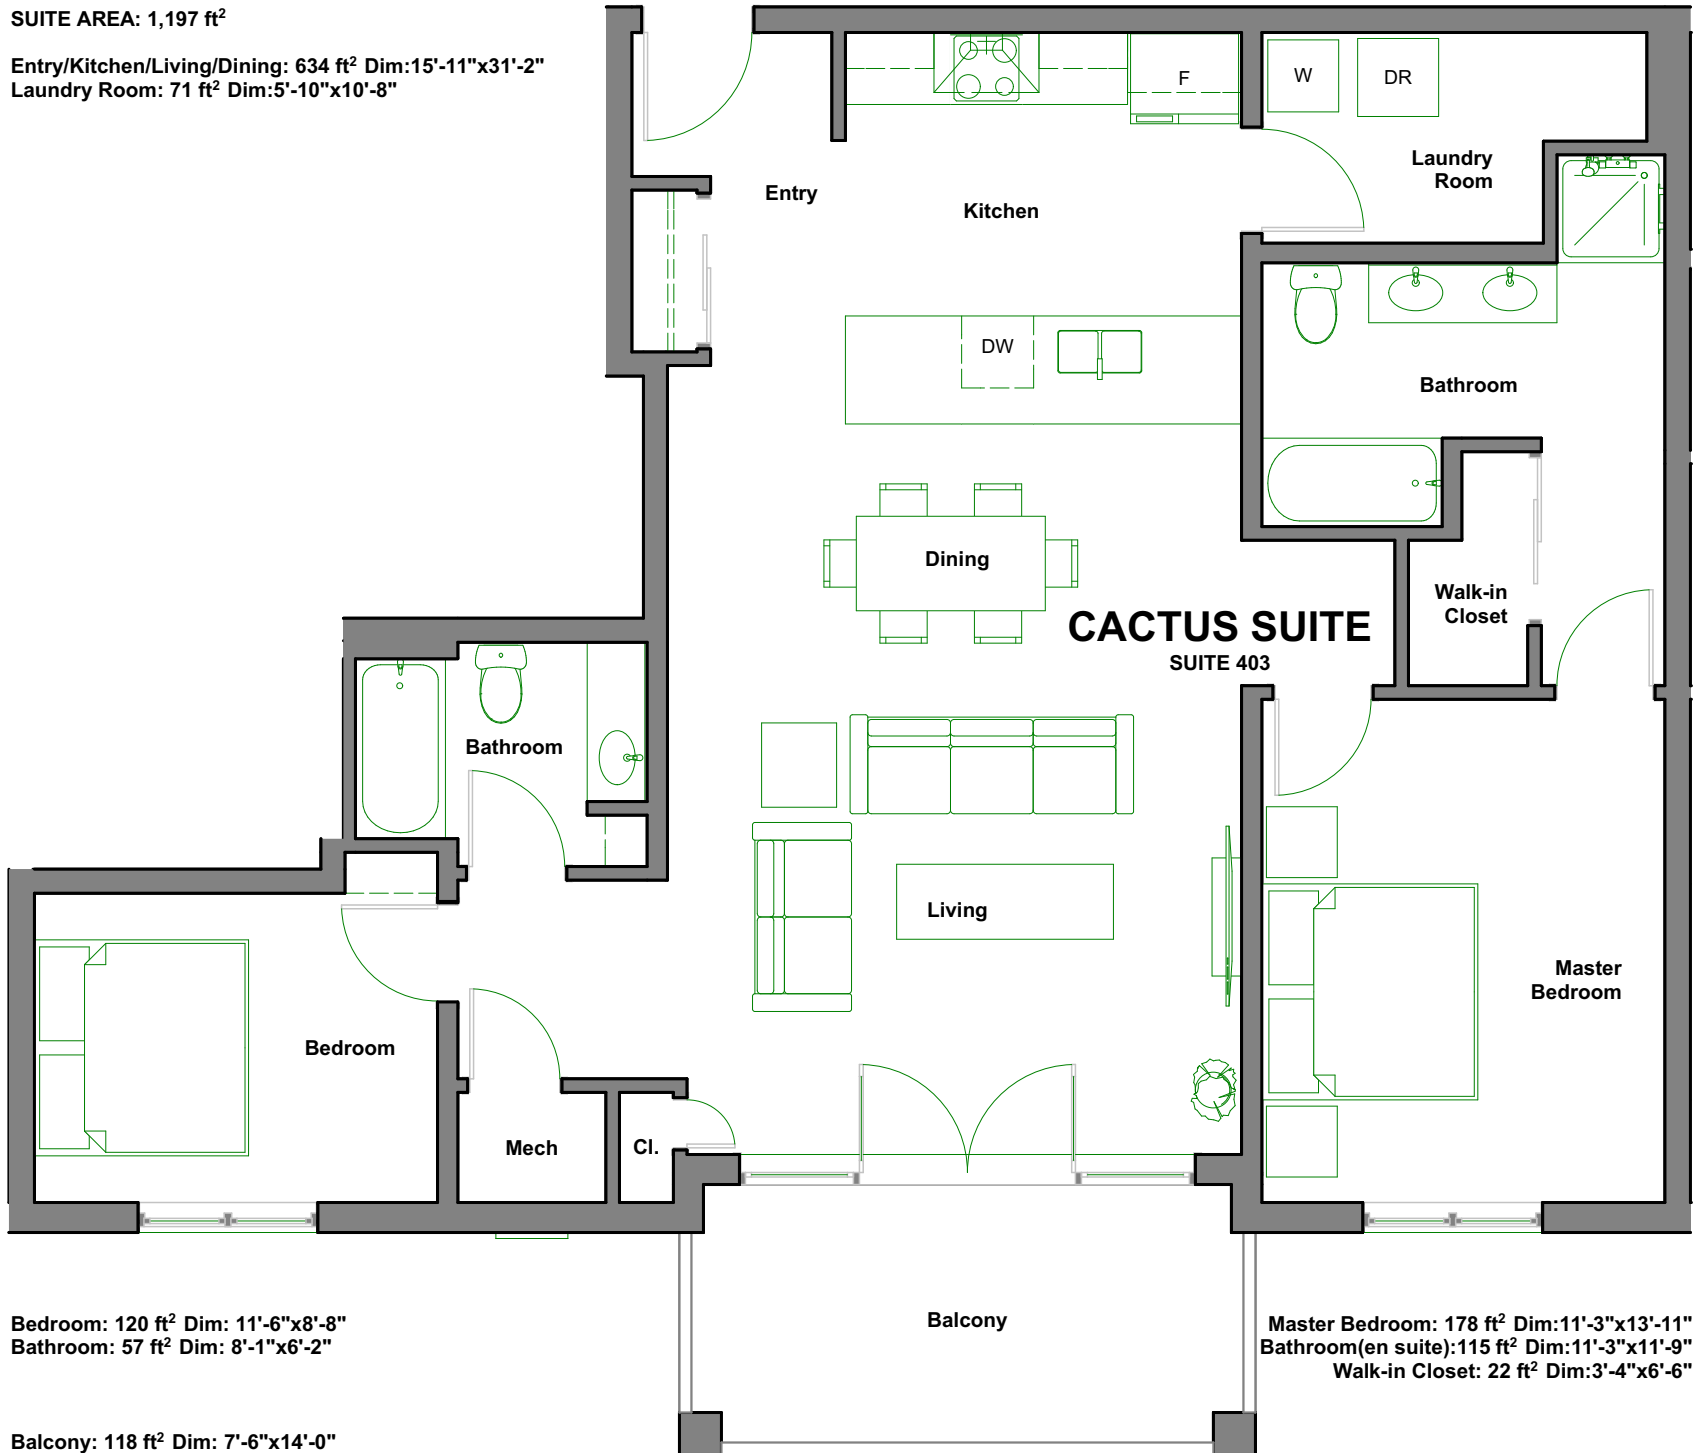 SUITE AREA: 1,197 ft²
Entry/Kitchen/Living/Dining: 634 ft² Dim:15'-11"x31'-2"
Laundry Room: 71 ft² Dim:5'-10"x10'-8"
F
W
DR
Laundry
Room
Entry
Kitchen
DW
Bathroom
Dining
Walk-in
Closet
CACTUS SUITE
SUITE 403
Bathroom
Living
Master
Bedroom
Bedroom
Mech
Cl.
Balcony
Bedroom: 120 ft² Dim: 11'-6"x8'-8"
Bathroom: 57 ft² Dim: 8'-1"x6'-2"
Master Bedroom: 178 ft² Dim:11'-3"x13'-11"
Bathroom(en suite):115 ft² Dim:11'-3"x11'-9"
Walk-in Closet: 22 ft² Dim:3'-4"x6'-6"
Balcony: 118 ft² Dim: 7'-6"x14'-0"